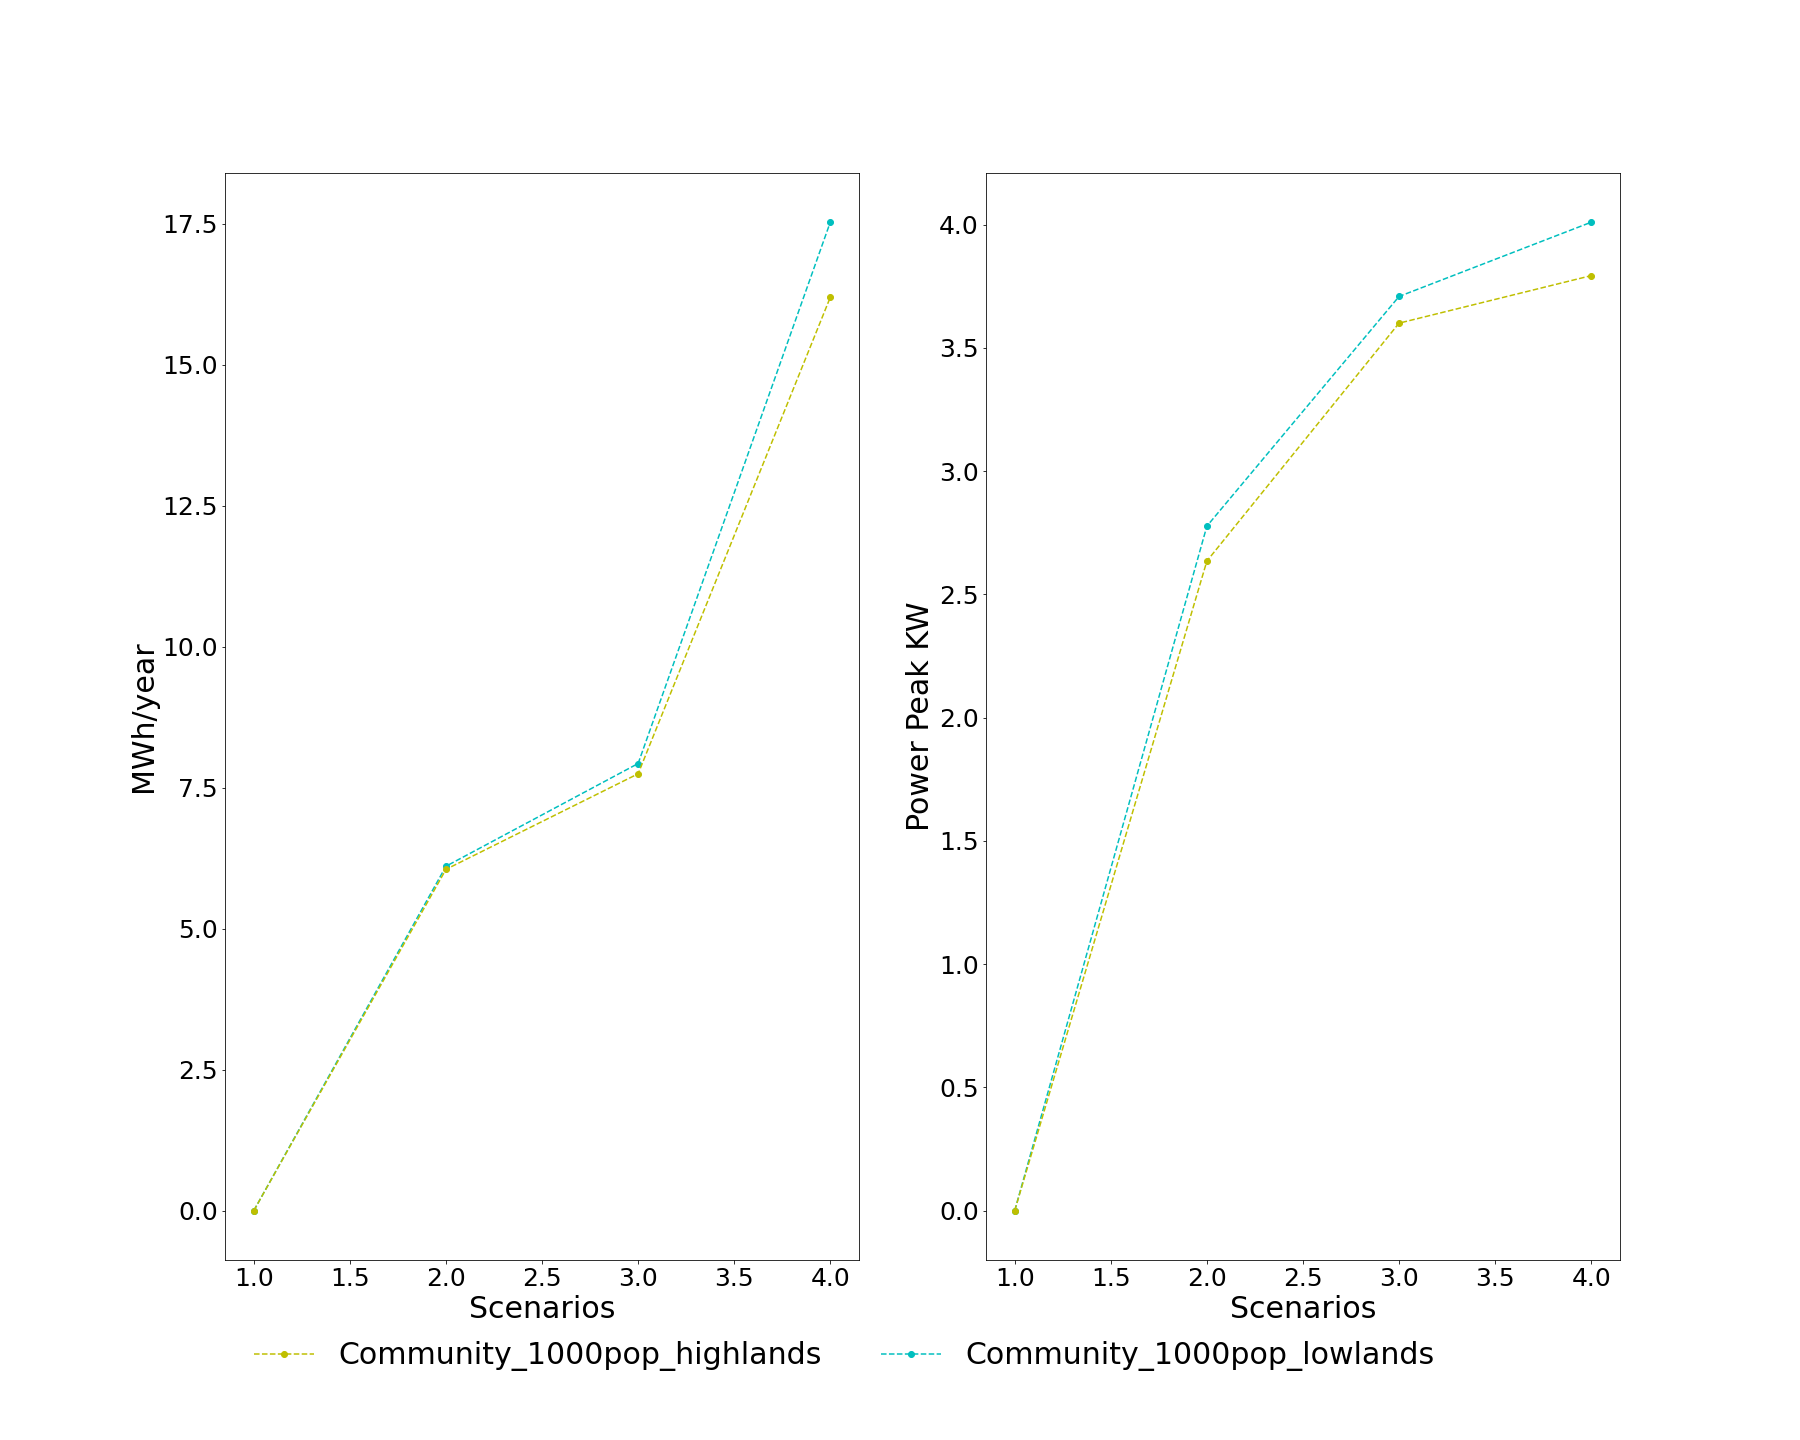 17.5
15.0
12.5
10.0
7.5
5.0
2.5
0.0
MWh/year
1.0 1.5 2.0 2.5 3.0 3.5 4.0
Scenarios
4.0
3.5
3.0
2.5
2.0
1.5
1.0
0.5
0.0
Power Peak KW
1.0 1.5 2.0 2.5 3.0 3.5 4.0
Scenarios
Community_1000pop_highlands
Community_1000pop_lowlands